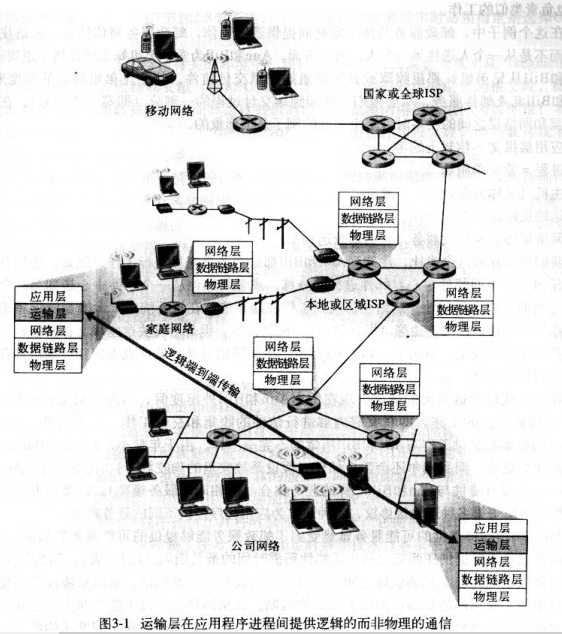 移动网络
国家或全球ISP
网络层
数据链路层
物理层
网络层
数据链路层
物理层
应用层
运输层
网络层
数据链路层
物理层
家庭网络
本地或区域ISP
网络层
数据链路层
物理层
逻辑端到端传输
网络层
数据链路层
物理层
网络层
数据链路层
物理层
公司网络
应用层
运输层
网络层
数据链路层
物理层
图3-1 运输层在应用程序进程间提供逻辑的而非物理的通信